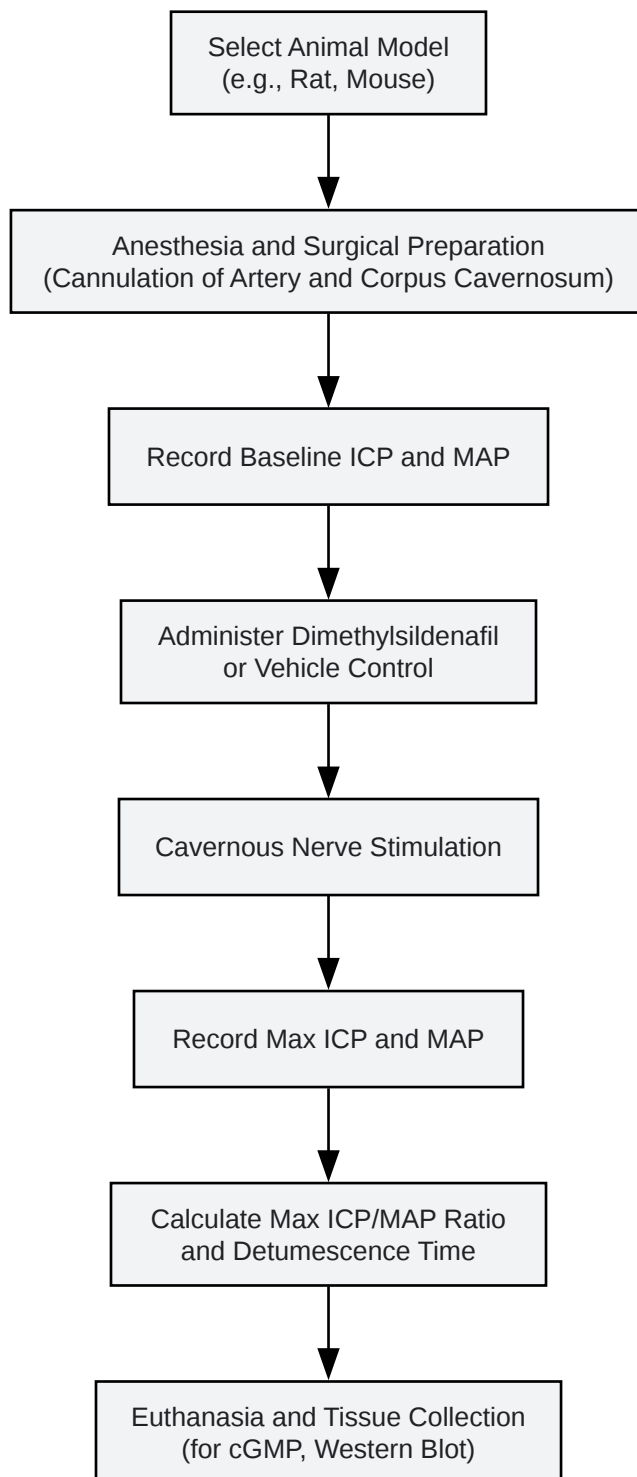 Select Animal Model
(e.g., Rat, Mouse)
Anesthesia and Surgical Preparation
(Cannulation of Artery and Corpus Cavernosum)
Record Baseline ICP and MAP
Administer Dimethylsildenafil
or Vehicle Control
Cavernous Nerve Stimulation
Record Max ICP and MAP
Calculate Max ICP/MAP Ratio
and Detumescence Time
Euthanasia and Tissue Collection
(for cGMP, Western Blot)